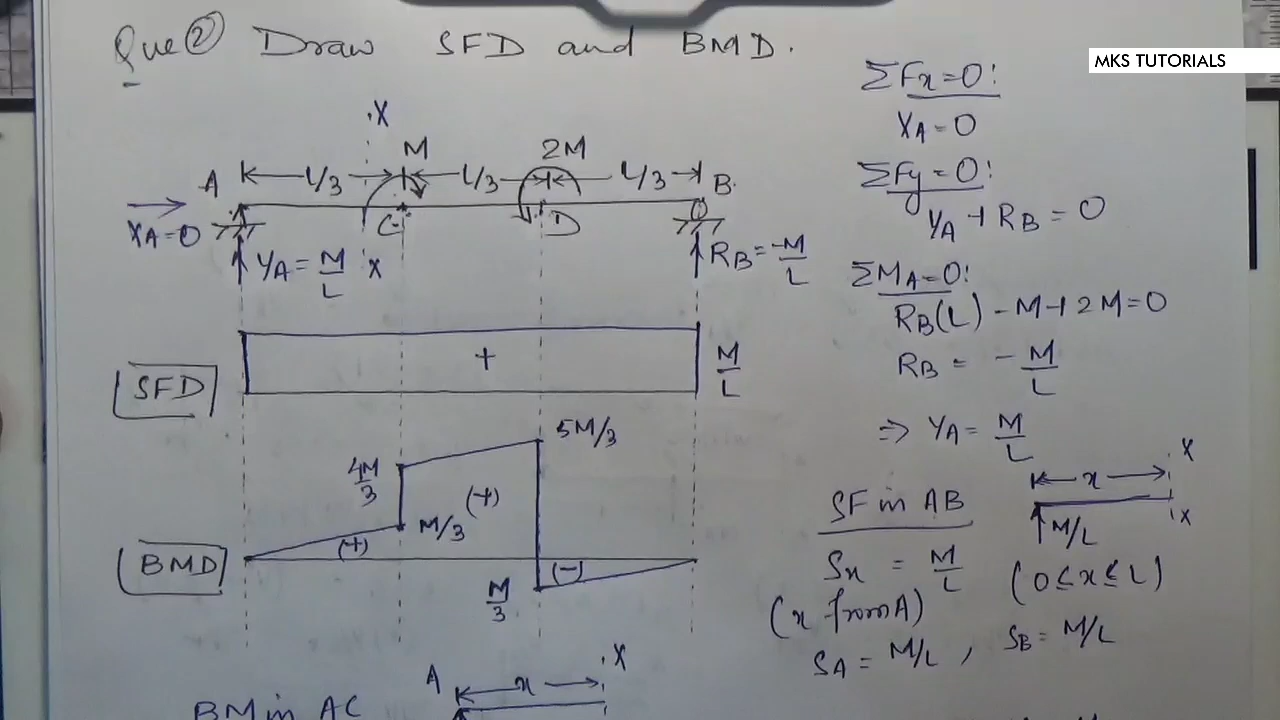 Que ② Draw SFD and BMD.
MKS TUTORIALS
X
M
2M
A
L/3
L/3
L/3
B
XA=0
C
D
YA = M/L
X
RB = -M/L
SFD
+
M/L
BMD
4M/3
M/3
(+)
(+)
5M/3
M/3
(-)
BM in AC
A
x
X
ΣFx=0:
XA=0
ΣFy=0:
YA + RB = 0
ΣMA=0:
RB(L) - M + 2M = 0
RB = - M/L
⇒ YA = M/L
SF in AB
x
X
X
M/L
Sx = M/L (0≤x≤L)
(x from A)
SA = M/L , SB = M/L